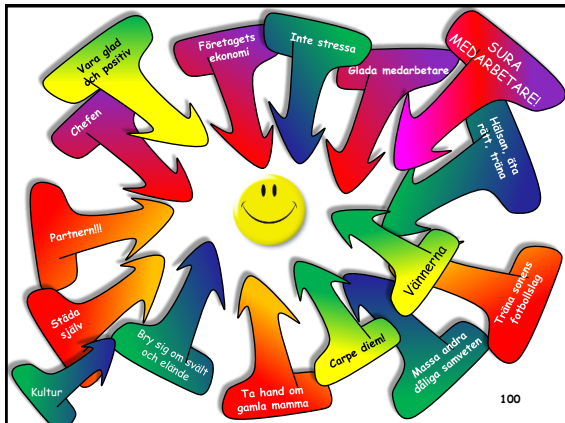 Vara glad
och positiv
Företagets
ekonomi
Inte stressa
Glada medarbetare
SURA
MEDARBETARE!
Chefen
Hälsan, äta
rätt, träna
Partnern!!!
Vännerna
Träna sonens
fotbollslag
Städa
själv
Bry sig om svält
och elände
Carpe diem!
Massa andra
dåliga samveten
Kultur
Ta hand om
gamla mamma
100